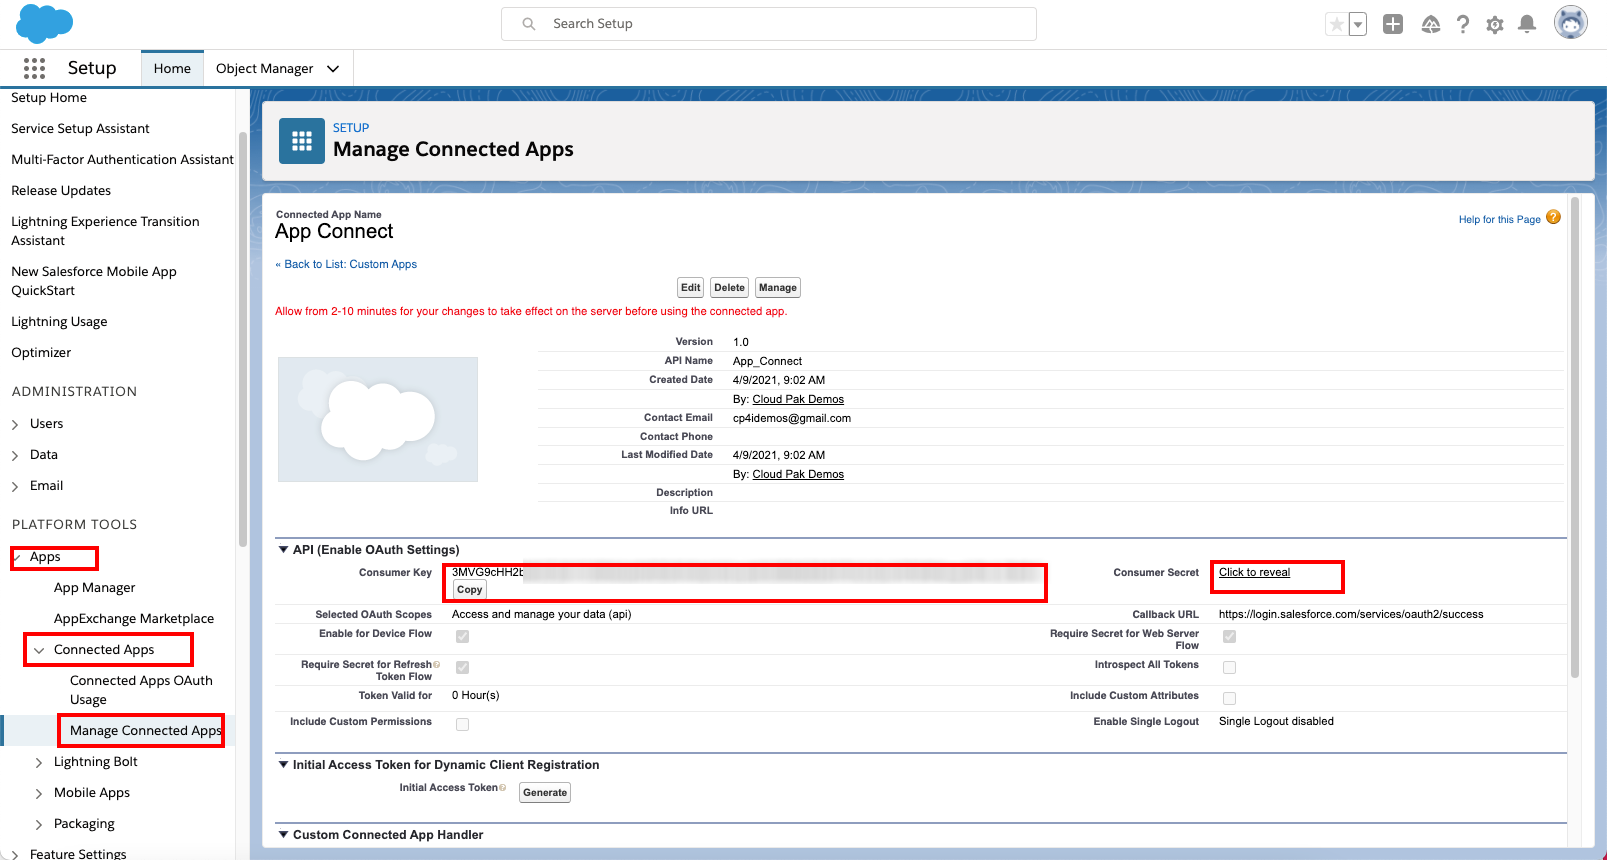 Search Setup
Setup
Home
Object Manager
Setup Home
Service Setup Assistant
Multi-Factor Authentication Assistant
Release Updates
Lightning Experience Transition
Assistant
New Salesforce Mobile App
QuickStart
Lightning Usage
Optimizer
ADMINISTRATION
Users
Data
Email
PLATFORM TOOLS
Apps
App Manager
AppExchange Marketplace
Connected Apps
Connected Apps OAuth
Usage
Manage Connected Apps
Lightning Bolt
Mobile Apps
Packaging
Feature Settings
SETUP
Manage Connected Apps
Connected App Name
App Connect
Help for this Page ?
« Back to List: Custom Apps
Edit Delete Manage
Allow from 2-10 minutes for your changes to take effect on the server before using the connected app.
Version 1.0
API Name App_Connect
Created Date 4/9/2021, 9:02 AM
By: Cloud Pak Demos
Contact Email cp4idemos@gmail.com
Contact Phone
Last Modified Date 4/9/2021, 9:02 AM
By: Cloud Pak Demos
Description
Info URL
API (Enable OAuth Settings)
Consumer Key 3MVG9cHH2b
Copy
Consumer Secret Click to reveal
Selected OAuth Scopes Access and manage your data (api)
Callback URL https://login.salesforce.com/services/oauth2/success
Enable for Device Flow
Require Secret for Web Server
Flow
Require Secret for Refresh
Token Flow
Introspect All Tokens
Token Valid for 0 Hour(s)
Include Custom Attributes
Include Custom Permissions
Enable Single Logout Single Logout disabled
Initial Access Token for Dynamic Client Registration
Initial Access Token Generate
Custom Connected App Handler